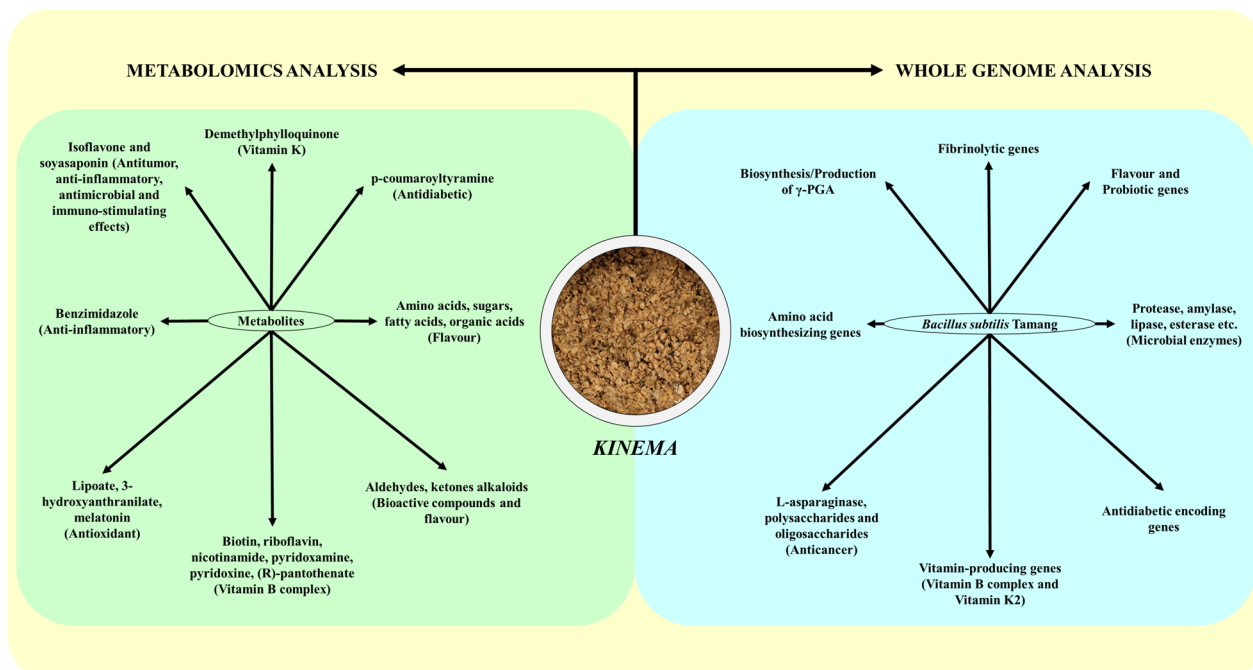 METABOLOMICS ANALYSIS
WHOLE GENOME ANALYSIS
Isoflavone and
soyasaponin (Antitumor,
anti-inflammatory,
antimicrobial and
immuno-stimulating
effects)
Demethylphylloquinone
(Vitamin K)
p-coumaroyltyramine
(Antidiabetic)
Benzimidazole
(Anti-inflammatory)
Metabolites
Amino acids, sugars,
fatty acids, organic acids
(Flavour)
Lipoate, 3-
hydroxyanthranilate,
melatonin
(Antioxidant)
Biotin, riboflavin,
nicotinamide, pyridoxamine,
pyridoxine, (R)-pantothenate
(Vitamin B complex)
Aldehydes, ketones alkaloids
(Bioactive compounds and
flavour)
KINEMA
Biosynthesis/Production
of γ-PGA
Fibrinolytic genes
Flavour and
Probiotic genes
Amino acid
biosynthesizing genes
Bacillus subtilis Tamang
Protease, amylase,
lipase, esterase etc.
(Microbial enzymes)
L-asparaginase,
polysaccharides and
oligosaccharides
(Anticancer)
Vitamin-producing genes
(Vitamin B complex and
Vitamin K2)
Antidiabetic encoding
genes